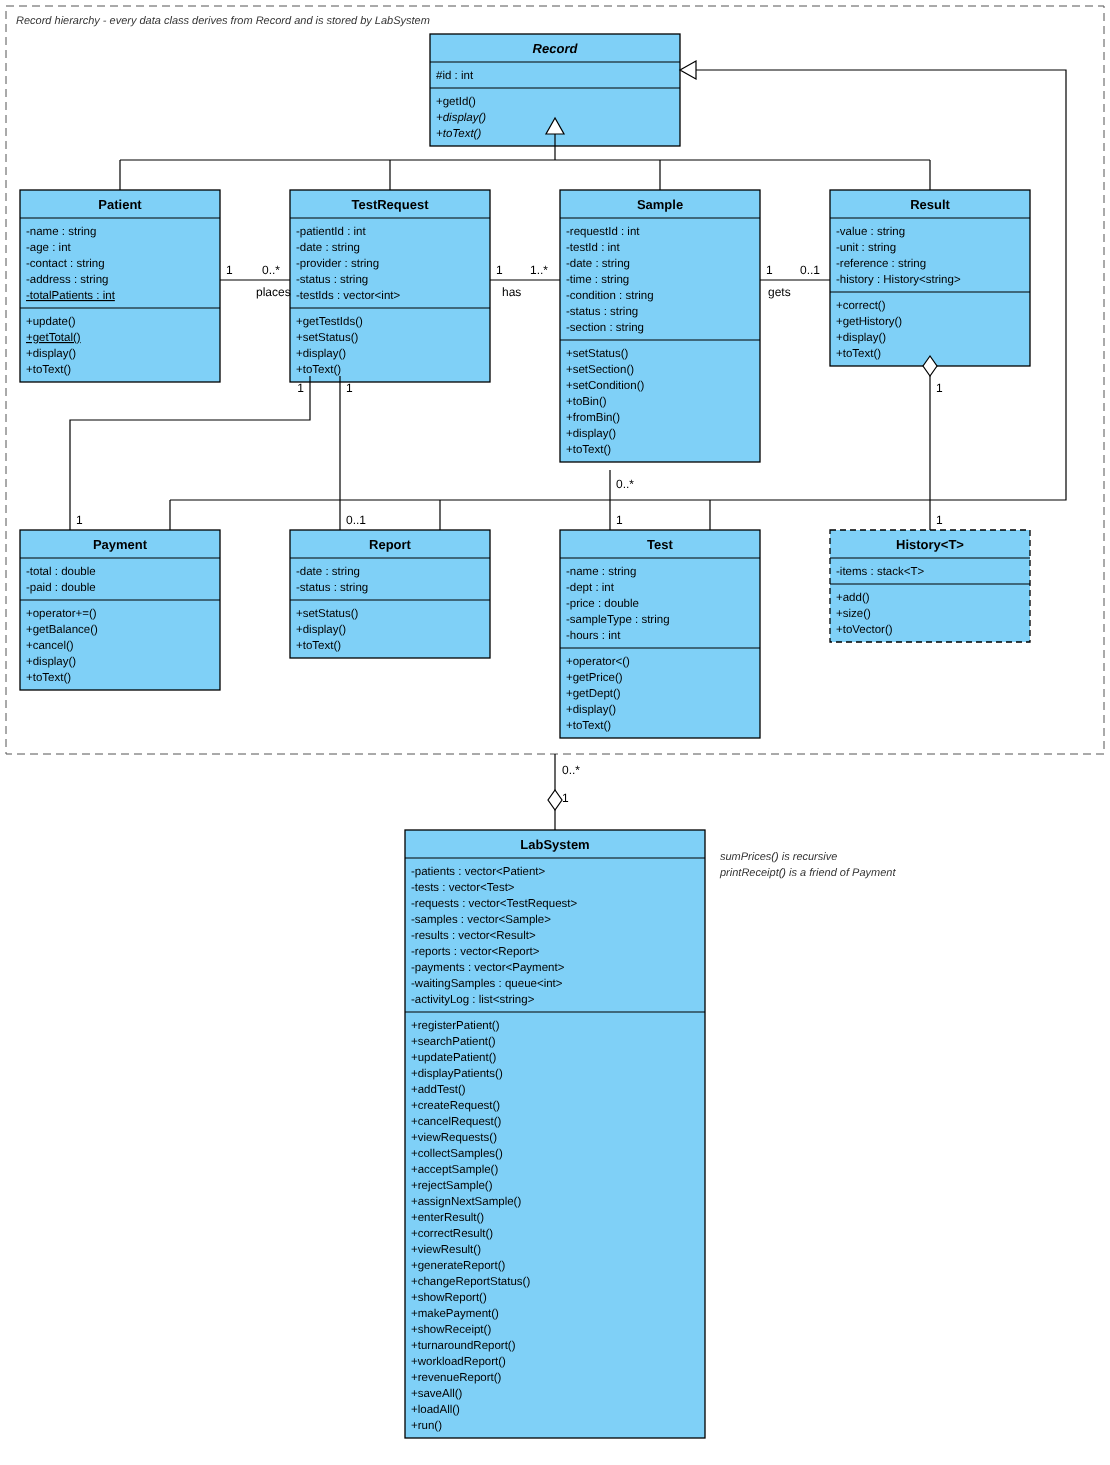 Record hierarchy - every data class derives from Record and is stored by LabSystem
Record
#id : int
+getId()
+display()
+toText()
Patient
-name : string
-age : int
-contact : string
-address : string
-totalPatients : int
+update()
+getTotal()
+display()
+toText()
1
0..*
places
TestRequest
-patientId : int
-date : string
-provider : string
-status : string
-testIds : vector<int>
+getTestIds()
+setStatus()
+display()
+toText()
1
1..*
has
Sample
-requestId : int
-testId : int
-date : string
-time : string
-condition : string
-status : string
-section : string
+setStatus()
+setSection()
+setCondition()
+toBin()
+fromBin()
+display()
+toText()
1
0..1
gets
Result
-value : string
-unit : string
-reference : string
-history : History<string>
+correct()
+getHistory()
+display()
+toText()
1
1
1
0..*
1
0..1
1
1
Payment
-total : double
-paid : double
+operator+=()
+getBalance()
+cancel()
+display()
+toText()
Report
-date : string
-status : string
+setStatus()
+display()
+toText()
Test
-name : string
-dept : int
-price : double
-sampleType : string
-hours : int
+operator<()
+getPrice()
+getDept()
+display()
+toText()
History<T>
-items : stack<T>
+add()
+size()
+toVector()
0..*
1
LabSystem
-patients : vector<Patient>
-tests : vector<Test>
-requests : vector<TestRequest>
-samples : vector<Sample>
-results : vector<Result>
-reports : vector<Report>
-payments : vector<Payment>
-waitingSamples : queue<int>
-activityLog : list<string>
+registerPatient()
+searchPatient()
+updatePatient()
+displayPatients()
+addTest()
+createRequest()
+cancelRequest()
+viewRequests()
+collectSamples()
+acceptSample()
+rejectSample()
+assignNextSample()
+enterResult()
+correctResult()
+viewResult()
+generateReport()
+changeReportStatus()
+showReport()
+makePayment()
+showReceipt()
+turnaroundReport()
+workloadReport()
+revenueReport()
+saveAll()
+loadAll()
+run()
sumPrices() is recursive
printReceipt() is a friend of Payment